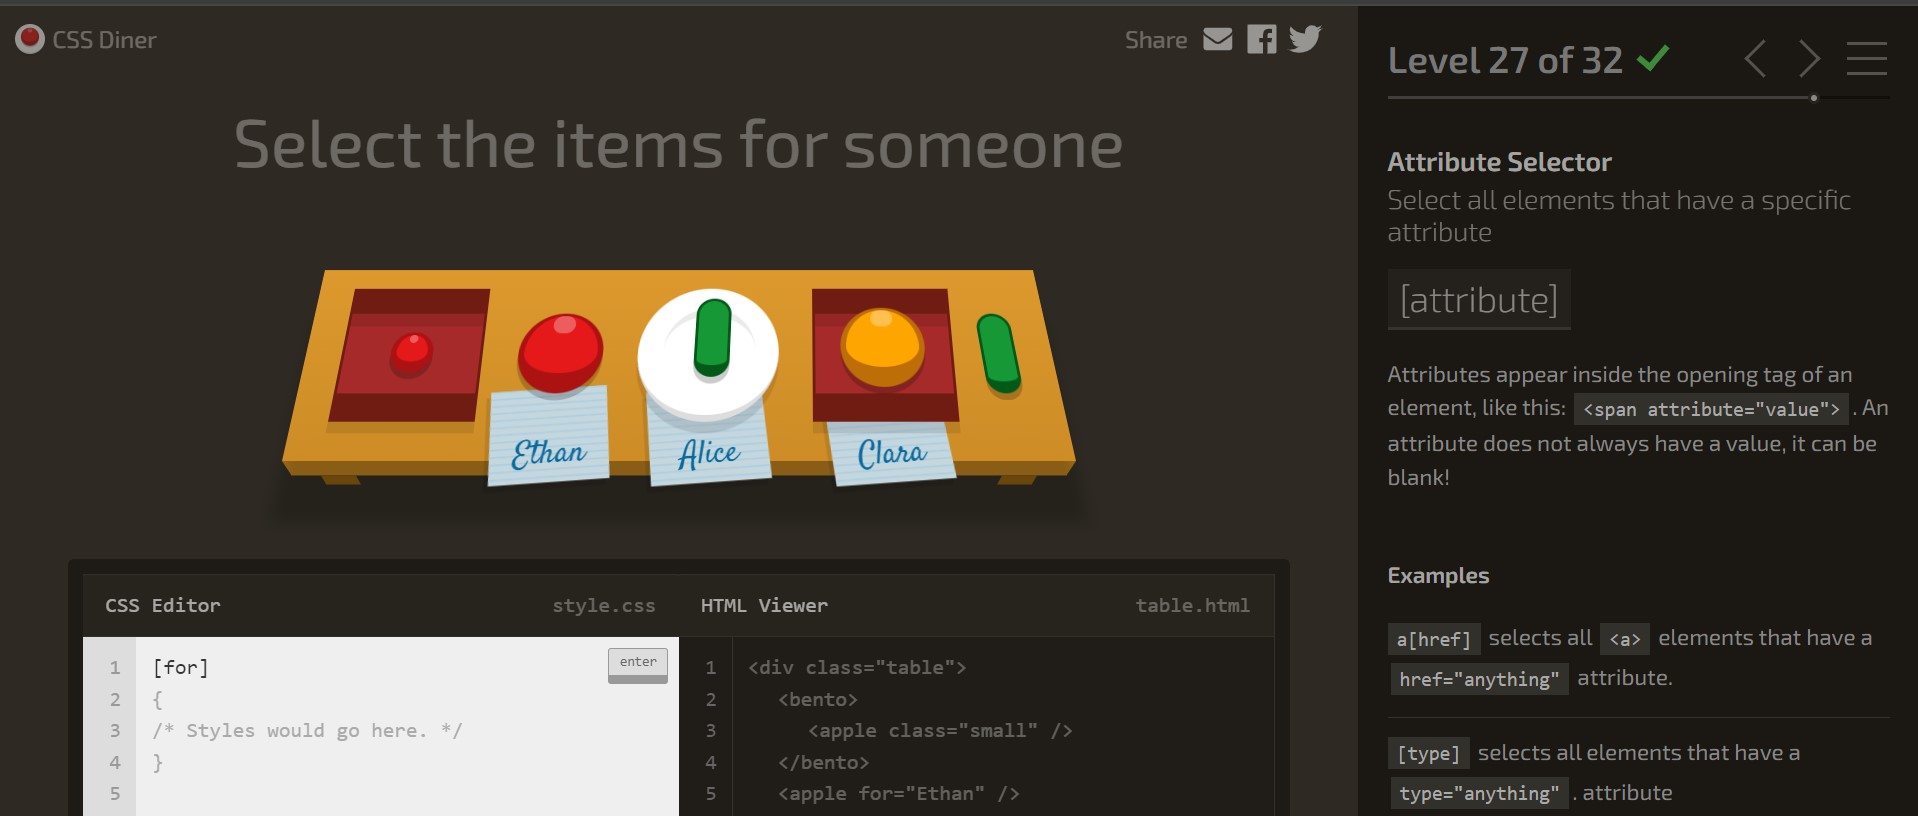 CSS Diner
Share
Select the items for someone
Ethan
Alice
Clara
CSS Editor
style.css
HTML Viewer
table.html
1
2
3
4
5
[for]
{
/* Styles would go here. */
}
enter
1
2
3
4
5
<div class="table">
<bento>
<apple class="small" />
</bento>
<apple for="Ethan" />
Level 27 of 32
Attribute Selector
Select all elements that have a specific
attribute
[attribute]
Attributes appear inside the opening tag of an
element, like this: <span attribute="value"> . An
attribute does not always have a value, it can be
blank!
Examples
a[href] selects all <a> elements that have a
href="anything" attribute.
[type] selects all elements that have a
type="anything" . attribute